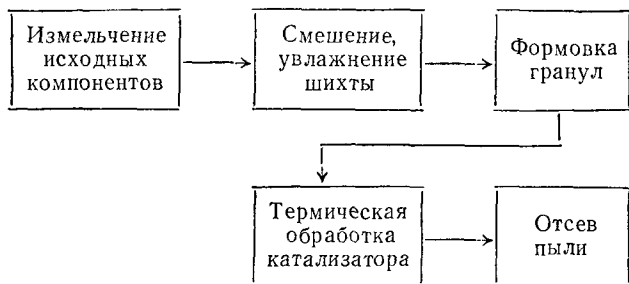 Измельчение
исходных
компонентов
Смешение,
увлажнение
шихты
Формовка
гранул
Термическая
обработка
катализатора
Отсев
пыли